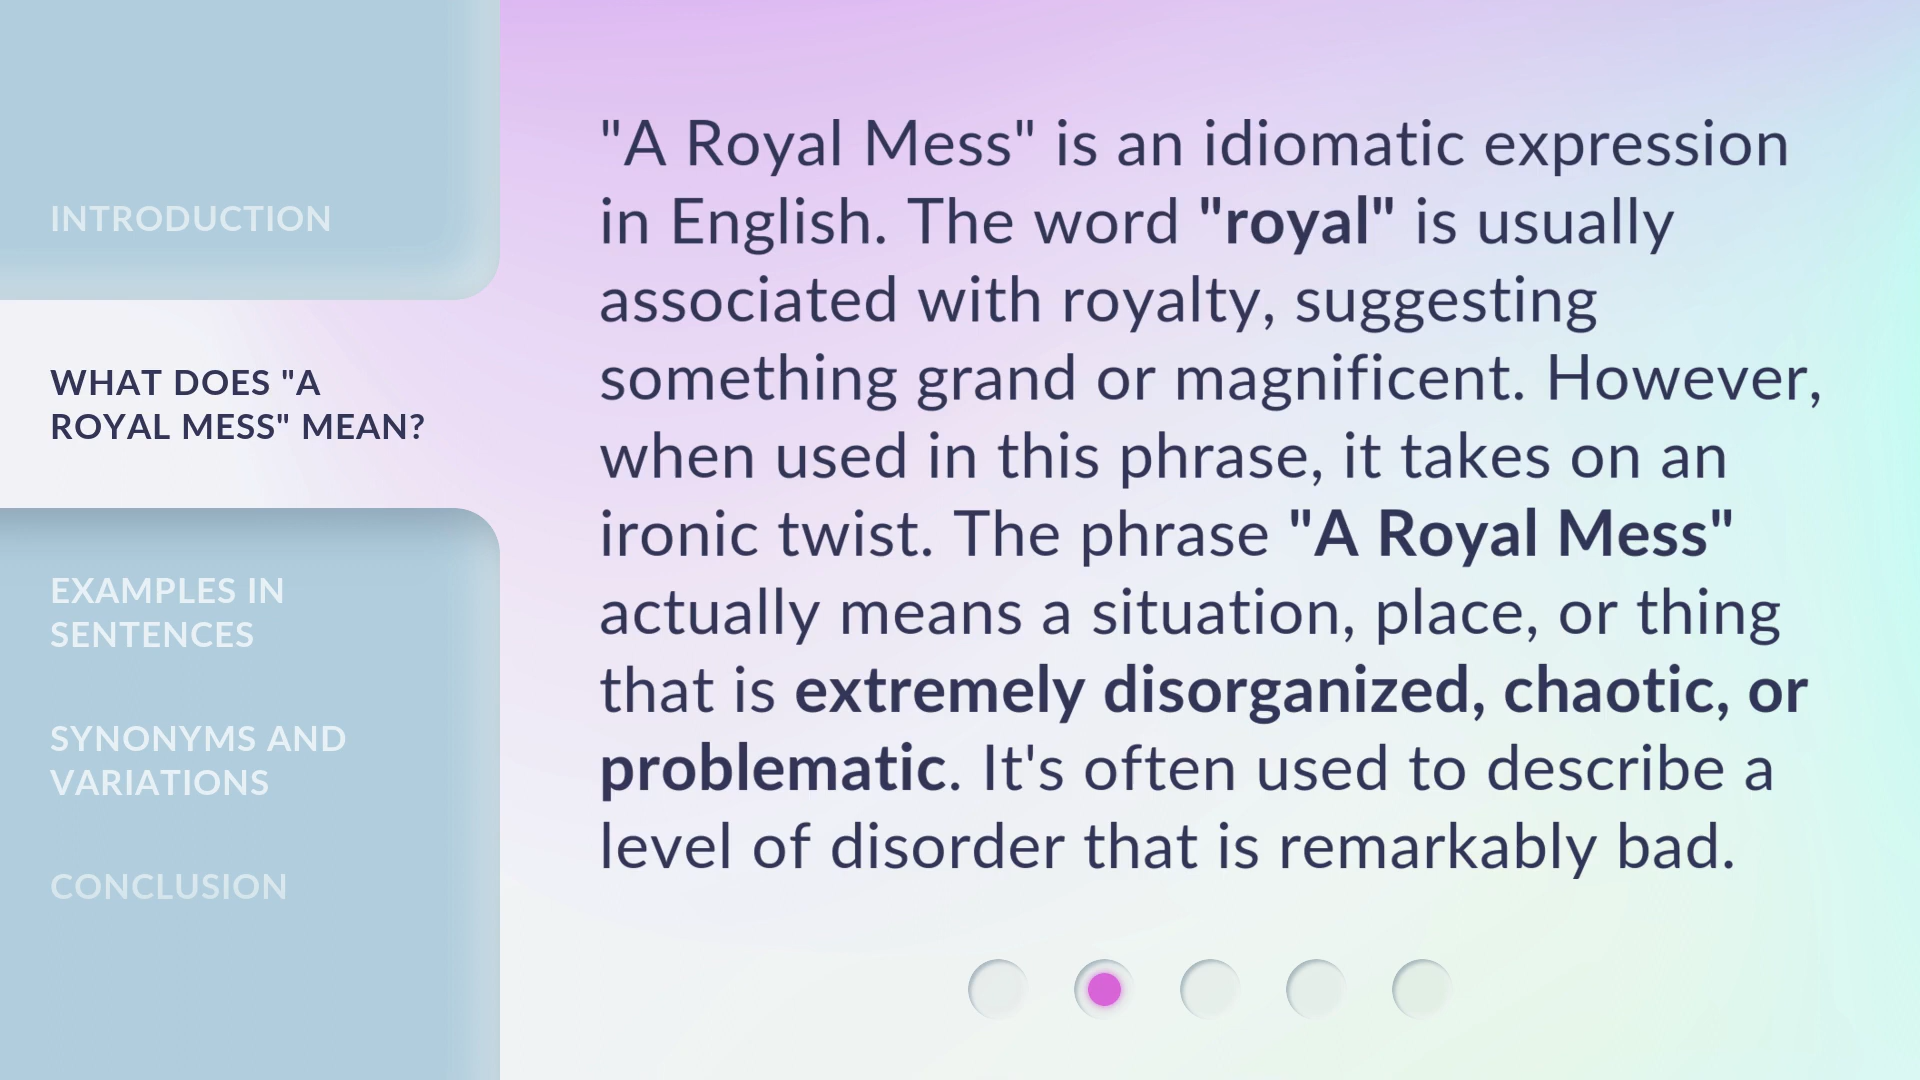 INTRODUCTION
WHAT DOES "A
ROYAL MESS" MEAN?
EXAMPLES IN
SENTENCES
SYNONYMS AND
VARIATIONS
CONCLUSION
"A Royal Mess" is an idiomatic expression
in English. The word "royal" is usually
associated with royalty, suggesting
something grand or magnificent. However,
when used in this phrase, it takes on an
ironic twist. The phrase "A Royal Mess"
actually means a situation, place, or thing
that is extremely disorganized, chaotic, or
problematic. It's often used to describe a
level of disorder that is remarkably bad.